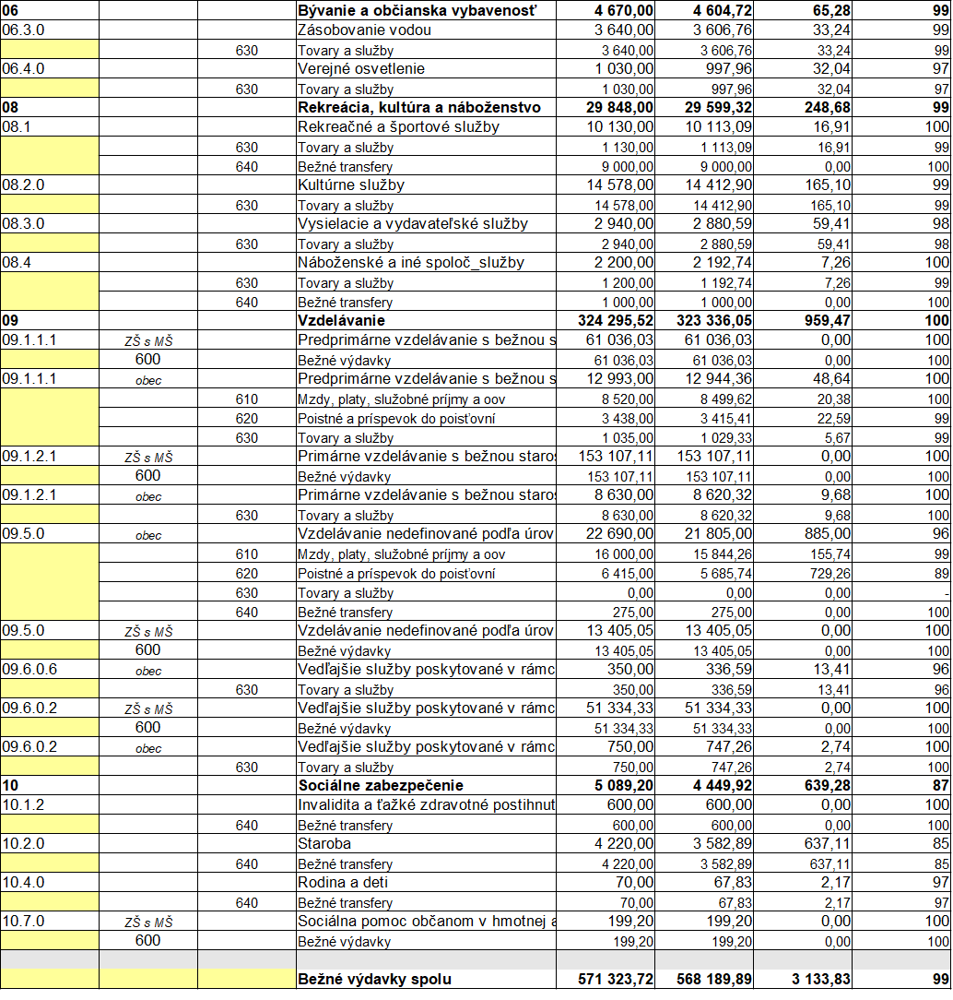 06 Bývanie a občianska vybavenosť 4 670,00 4 604,72 65,28 99
06.3.0 Zásobovanie vodou 3 640,00 3 606,76 33,24 99
630 Tovary a služby 3 640,00 3 606,76 33,24 99
06.4.0 Verejné osvetlenie 1 030,00 997,96 32,04 97
630 Tovary a služby 1 030,00 997,96 32,04 97
08 Rekreácia, kultúra a náboženstvo 29 848,00 29 599,32 248,68 99
08.1 Rekreačné a športové služby 10 130,00 10 113,09 16,91 100
630 Tovary a služby 1 130,00 1 113,09 16,91 99
640 Bežné transfery 9 000,00 9 000,00 0,00 100
08.2.0 Kultúrne služby 14 578,00 14 412,90 165,10 99
630 Tovary a služby 14 578,00 14 412,90 165,10 99
08.3.0 Vysielacie a vydavateľské služby 2 940,00 2 880,59 59,41 98
630 Tovary a služby 2 940,00 2 880,59 59,41 98
08.4 Náboženské a iné spoloč_služby 2 200,00 2 192,74 7,26 100
630 Tovary a služby 1 200,00 1 192,74 7,26 99
640 Bežné transfery 1 000,00 1 000,00 0,00 100
09 Vzdelávanie 324 295,52 323 336,05 959,47 100
09.1.1.1 ZŠ s MŠ Predprimárne vzdelávanie s bežnou s 61 036,03 61 036,03 0,00 100
600 Bežné výdavky 61 036,03 61 036,03 0,00 100
09.1.1.1 obec Predprimárne vzdelávanie s bežnou s 12 993,00 12 944,36 48,64 100
610 Mzdy, platy, služobné príjmy a oov 8 520,00 8 499,62 20,38 100
620 Poistné a príspevok do poisťovní 3 438,00 3 415,41 22,59 99
630 Tovary a služby 1 035,00 1 029,33 5,67 99
09.1.2.1 ZŠ s MŠ Primárne vzdelávanie s bežnou staros 153 107,11 153 107,11 0,00 100
600 Bežné výdavky 153 107,11 153 107,11 0,00 100
09.1.2.1 obec Primárne vzdelávanie s bežnou staros 8 630,00 8 620,32 9,68 100
630 Tovary a služby 8 630,00 8 620,32 9,68 100
09.5.0 obec Vzdelávanie nedefinované podľa úrov 22 690,00 21 805,00 885,00 96
610 Mzdy, platy, služobné príjmy a oov 16 000,00 15 844,26 155,74 99
620 Poistné a príspevok do poisťovní 6 415,00 5 685,74 729,26 89
630 Tovary a služby 0,00 0,00 0,00 -
640 Bežné transfery 275,00 275,00 0,00 100
09.5.0 ZŠ s MŠ Vzdelávanie nedefinované podľa úrov 13 405,05 13 405,05 0,00 100
600 Bežné výdavky 13 405,05 13 405,05 0,00 100
09.6.0.6 obec Vedľajšie služby poskytované v rámc 350,00 336,59 13,41 96
630 Tovary a služby 350,00 336,59 13,41 96
09.6.0.2 ZŠ s MŠ Vedľajšie služby poskytované v rámc 51 334,33 51 334,33 0,00 100
600 Bežné výdavky 51 334,33 51 334,33 0,00 100
09.6.0.2 obec Vedľajšie služby poskytované v rámc 750,00 747,26 2,74 100
630 Tovary a služby 750,00 747,26 2,74 100
10 Sociálne zabezpečenie 5 089,20 4 449,92 639,28 87
10.1.2 Invalidita a ťažké zdravotné postihnut 600,00 600,00 0,00 100
640 Bežné transfery 600,00 600,00 0,00 100
10.2.0 Staroba 4 220,00 3 582,89 637,11 85
640 Bežné transfery 4 220,00 3 582,89 637,11 85
10.4.0 Rodina a deti 70,00 67,83 2,17 97
640 Bežné transfery 70,00 67,83 2,17 97
10.7.0 ZŠ s MŠ Sociálna pomoc občanom v hmotnej a 199,20 199,20 0,00 100
600 Bežné výdavky 199,20 199,20 0,00 100
Bežné výdavky spolu 571 323,72 568 189,89 3 133,83 99